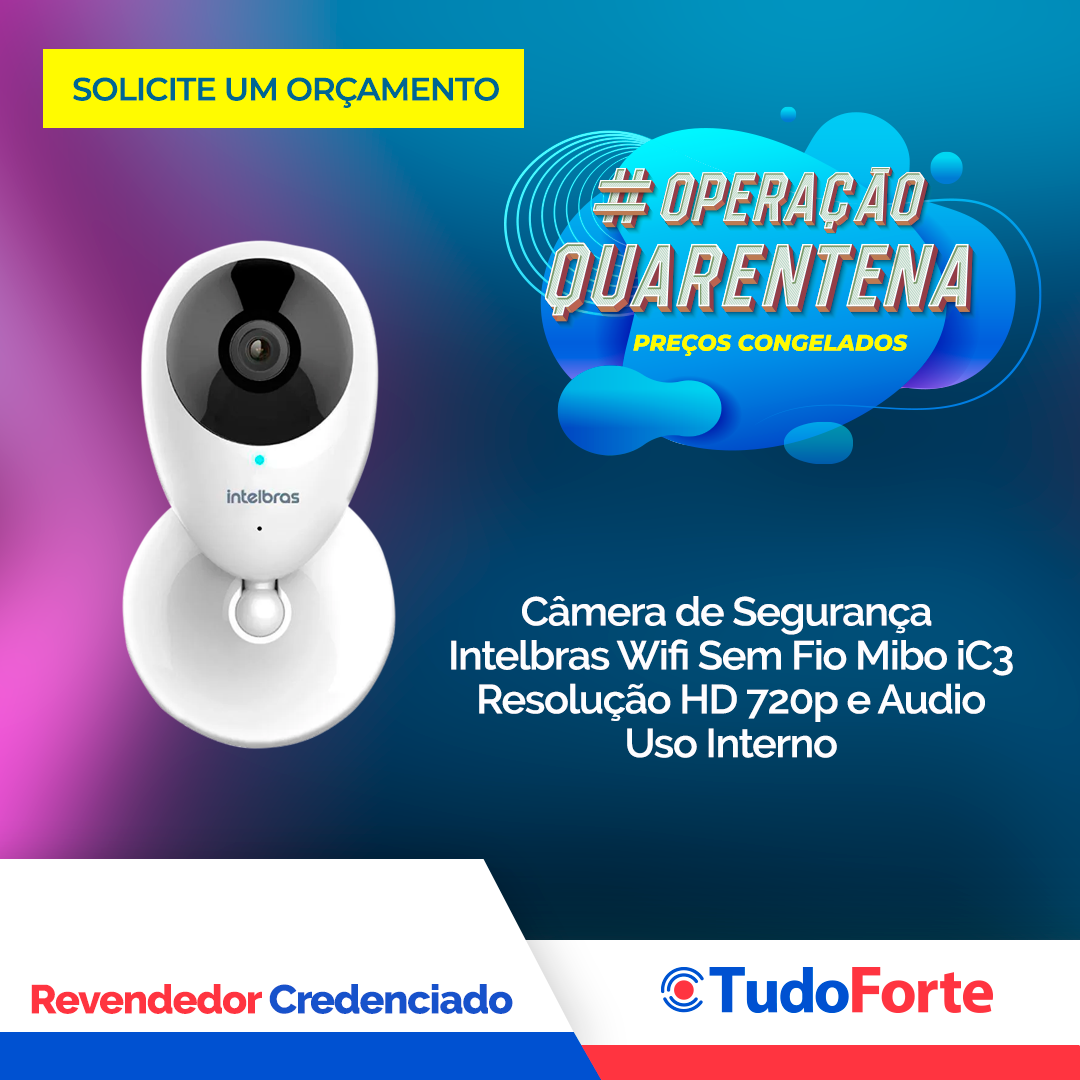 SOLICITE UM ORÇAMENTO
# OPERAÇÃO
QUARENTENA
PREÇOS CONGELADOS
intelbras
Câmera de Segurança
Intelbras Wifi Sem Fio Mibo iC3
Resolução HD 720p e Audio
Uso Interno
Revendedor Credenciado
TudoForte